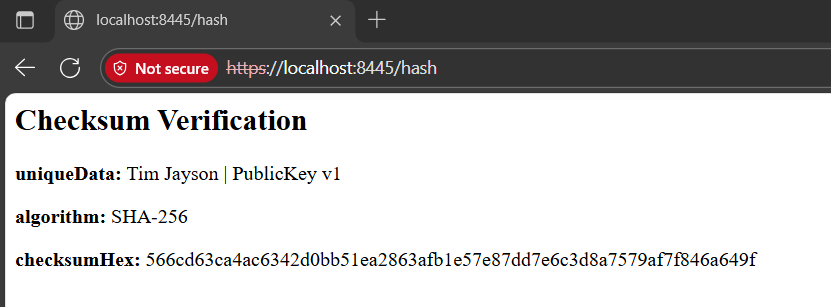 localhost:8445/hash
Not secure https://localhost:8445/hash
Checksum Verification
uniqueData: Tim Jayson | PublicKey v1
algorithm: SHA-256
checksumHex: 566cd63ca4ac6342d0bb51ea2863afb1e57e87dd7e6c3d8a7579af7f846a649f